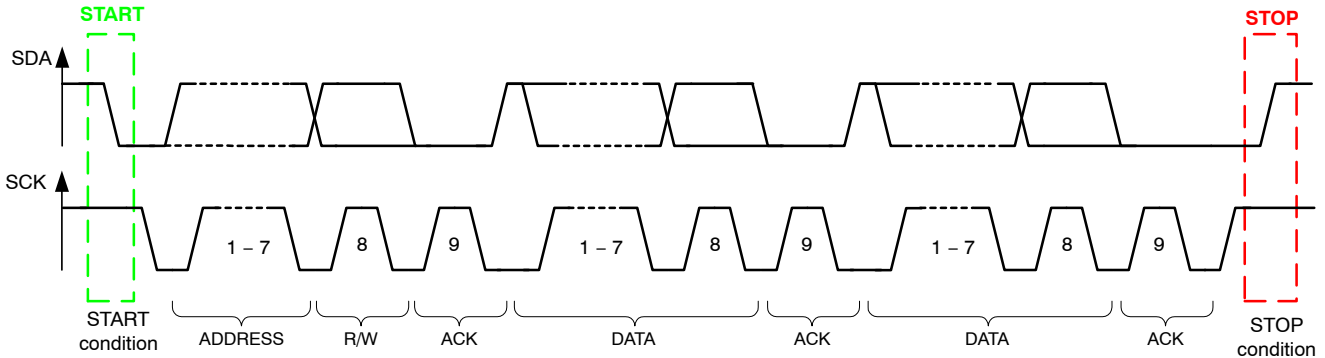 START
STOP
SDA
SCK
1 – 7
8
9
1 – 7
8
9
1 – 7
8
9
START
condition
ADDRESS
R/W
ACK
DATA
ACK
DATA
ACK
STOP
condition